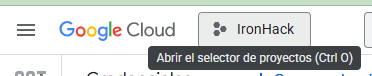 Google Cloud
IronHack
Abrir el selector de proyectos (Ctrl O)